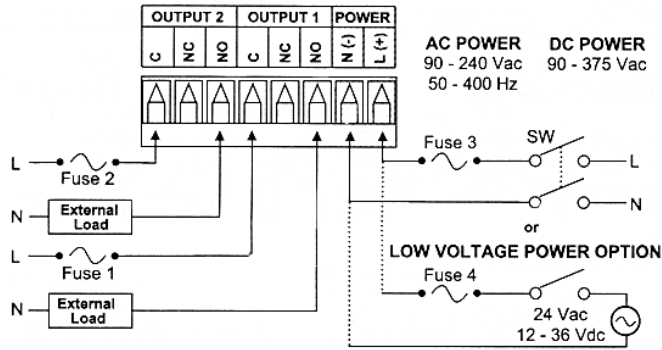 OUTPUT 2 OUTPUT 1 POWER
C NC NO C NC NO N (-) L (+)
AC POWER
90 - 240 Vac
50 - 400 Hz
DC POWER
90 - 375 Vac
L Fuse 2
N External
Load
L Fuse 1
N External
Load
Fuse 3 SW L
N
or
LOW VOLTAGE POWER OPTION
Fuse 4
24 Vac
12 - 36 Vdc